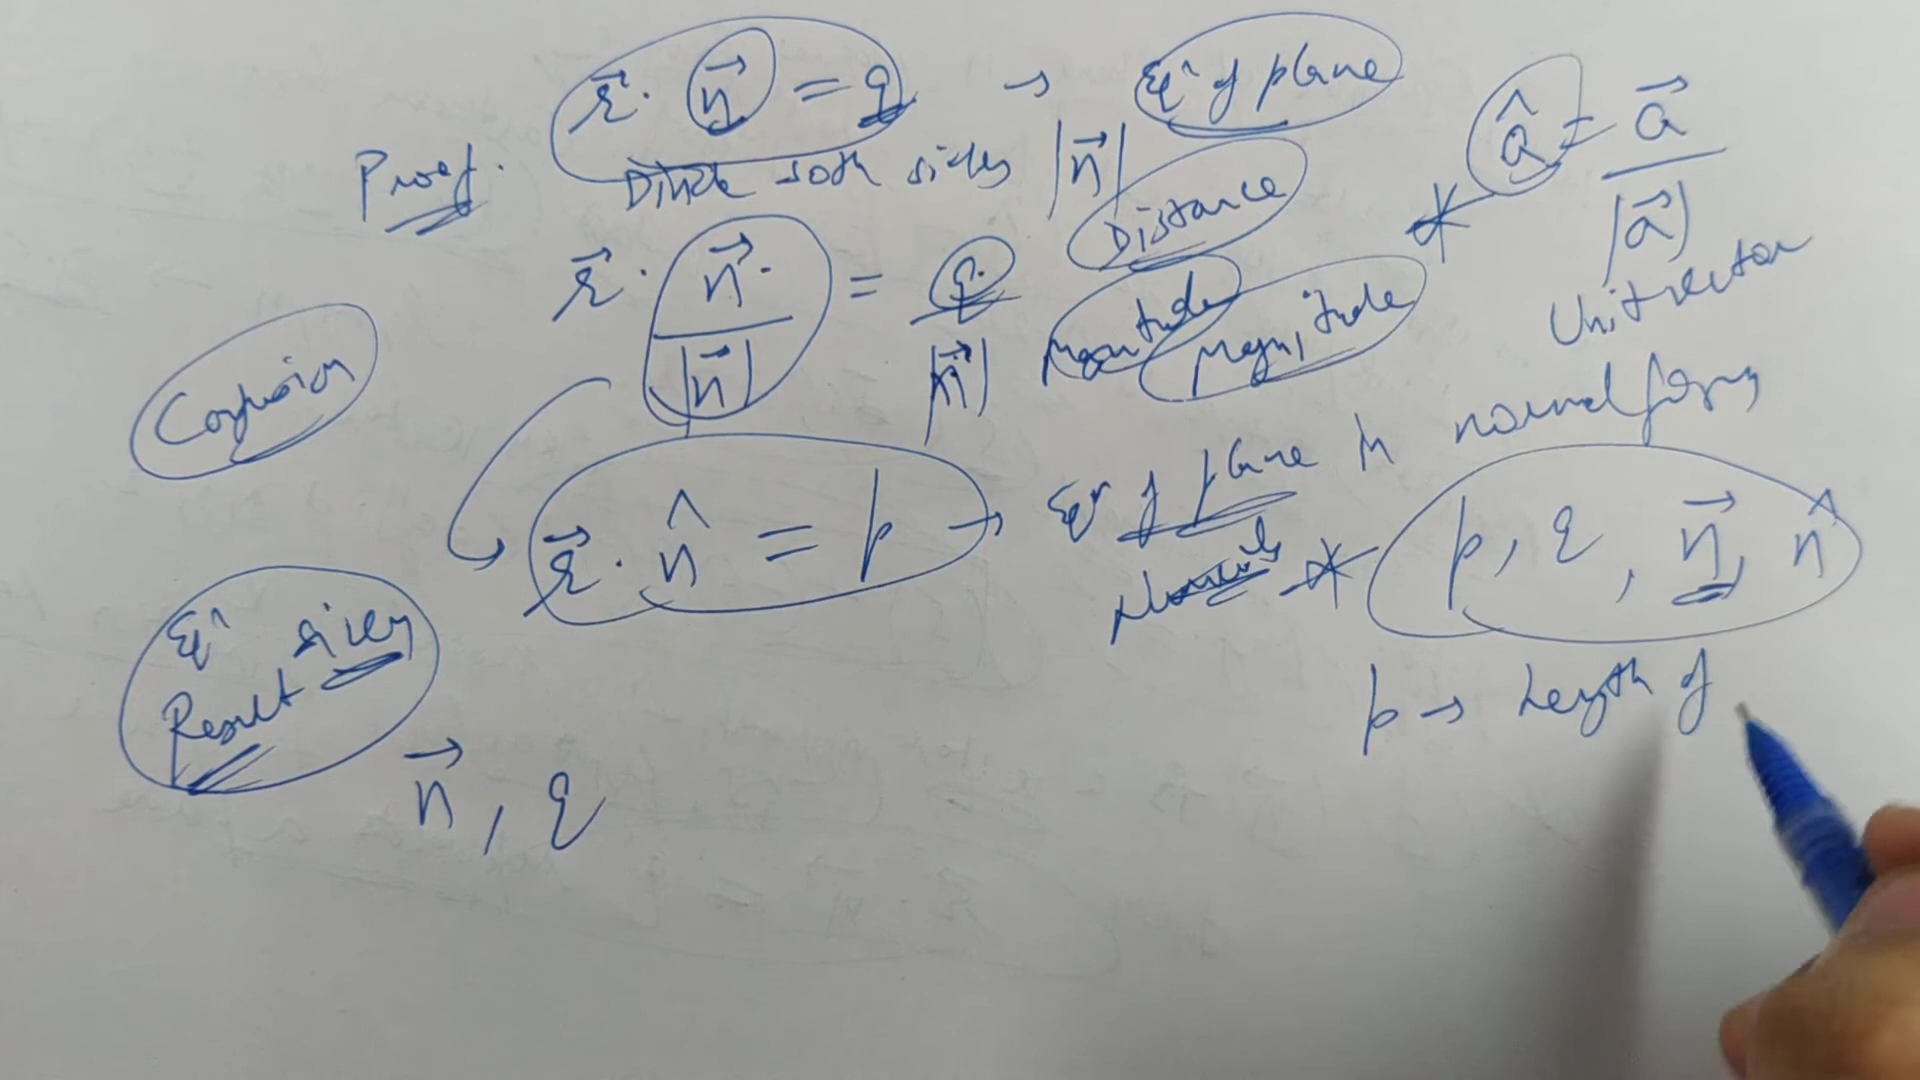 r⃗ · n⃗ = q → Eqn of plane
Proof. Divide both sides |n⃗|
â = a⃗ / |a⃗|
Unit vector
Distance
r⃗ · n⃗ / |n⃗| = q / |n⃗|
Magnitude
Confusion
r⃗ · n̂ = p → Eqn of plane in normal form
* p, q, n⃗, n̂
Eqn given
Result
p → Length of
n⃗, q